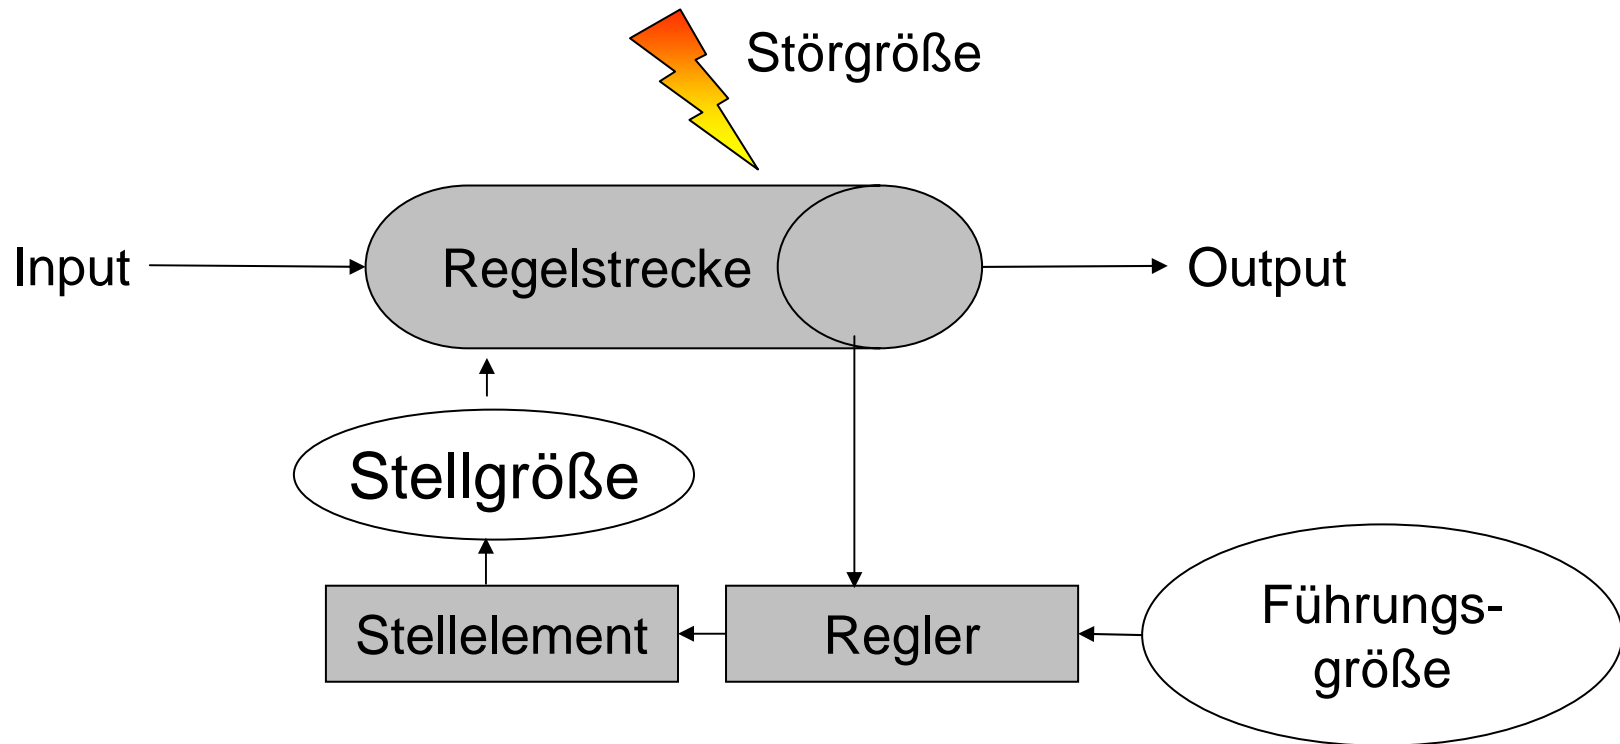 Störgröße
Input
Regelstrecke
Output
Stellgröße
Stellelement
Regler
Führungs-
größe